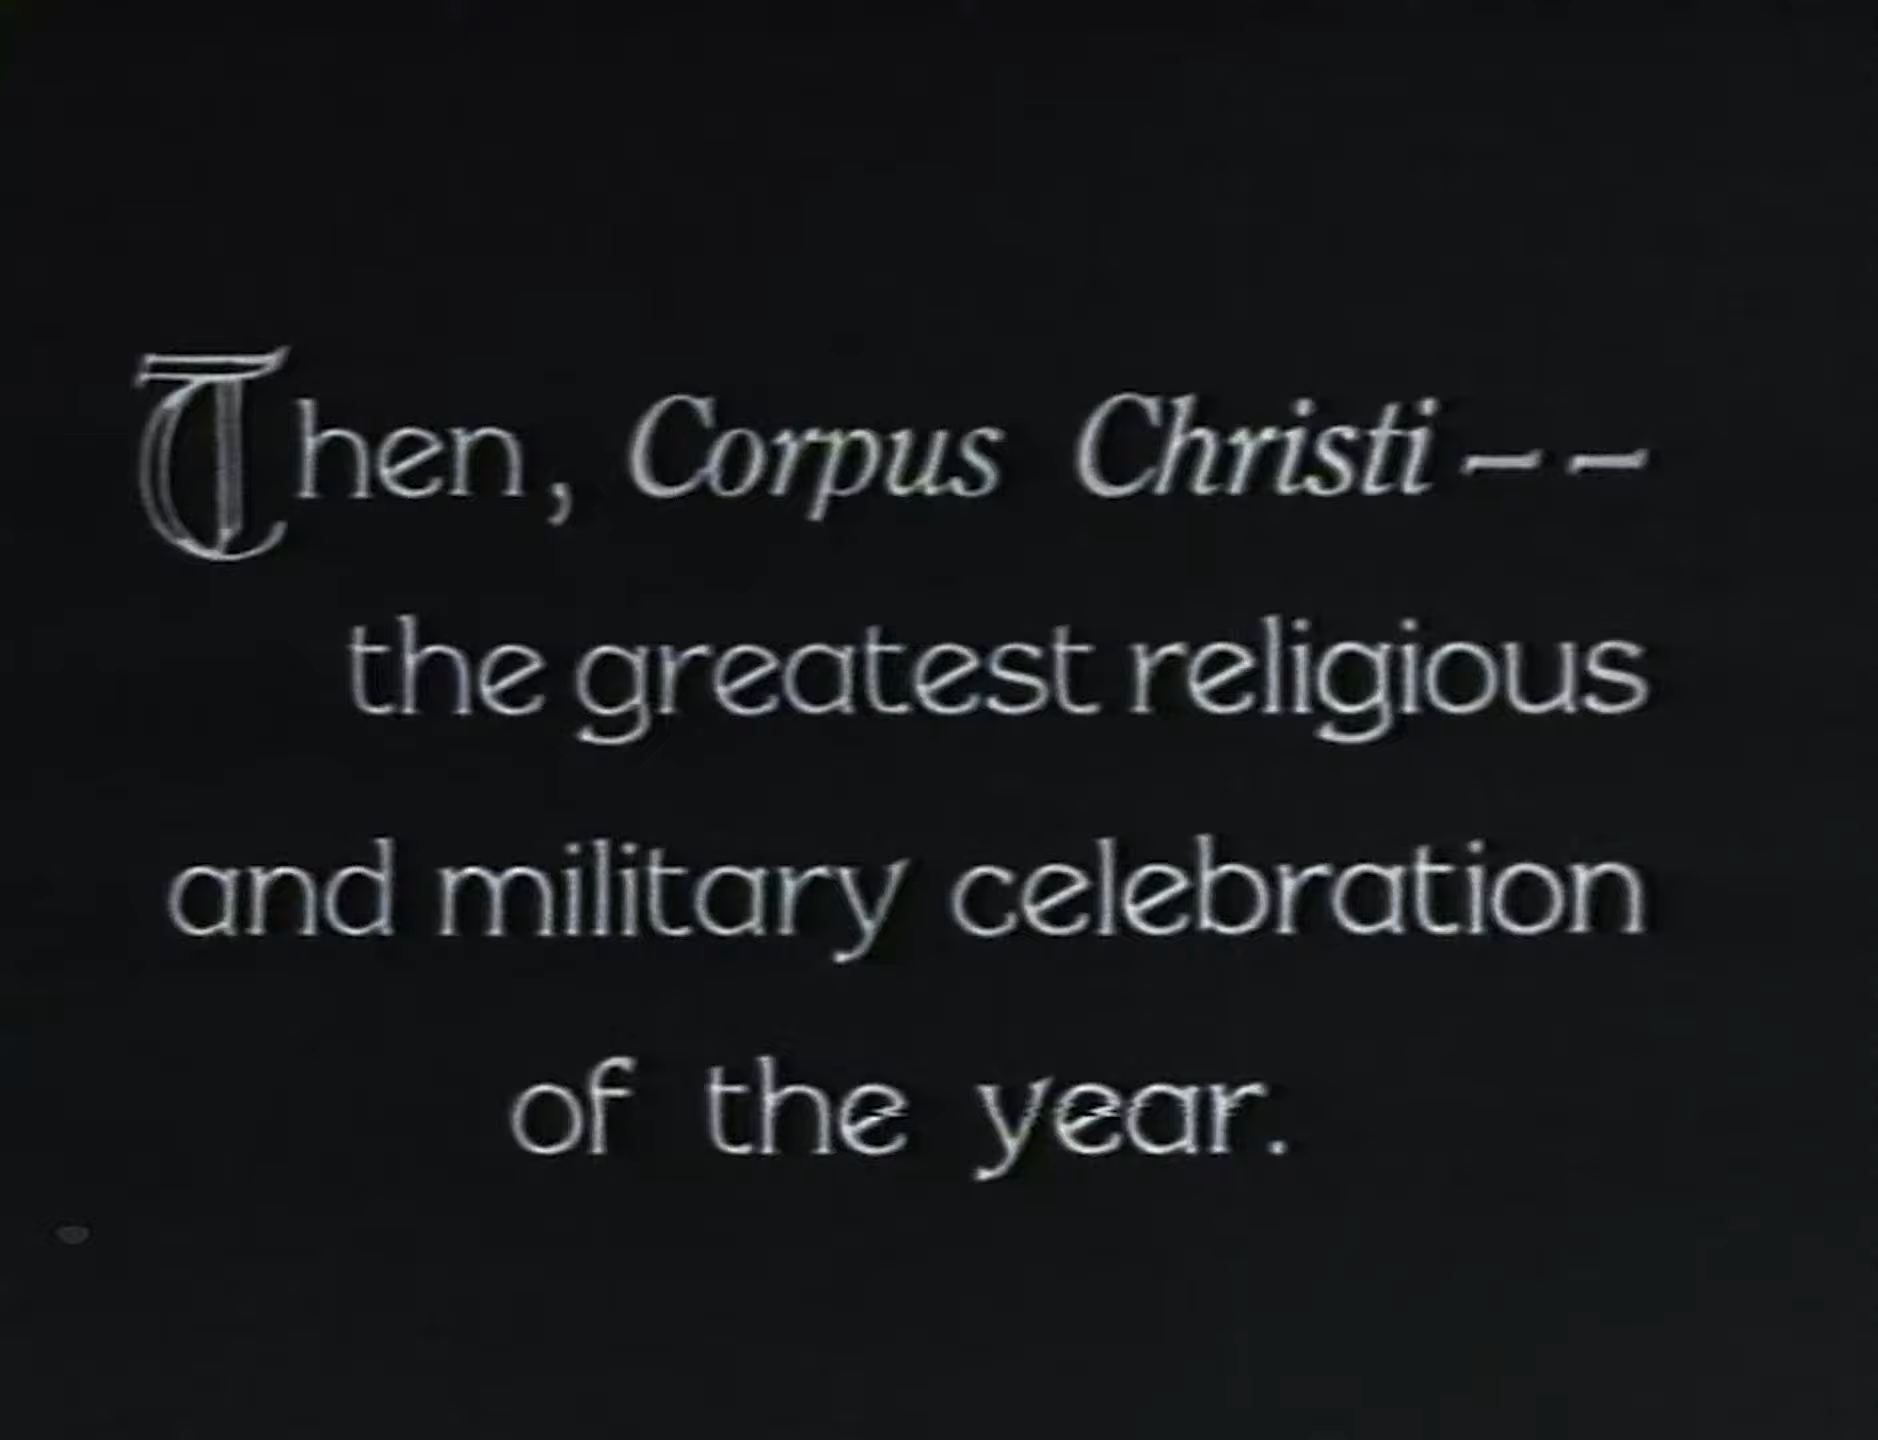 Then, Corpus Christi--
the greatest religious
and military celebration
of the year.